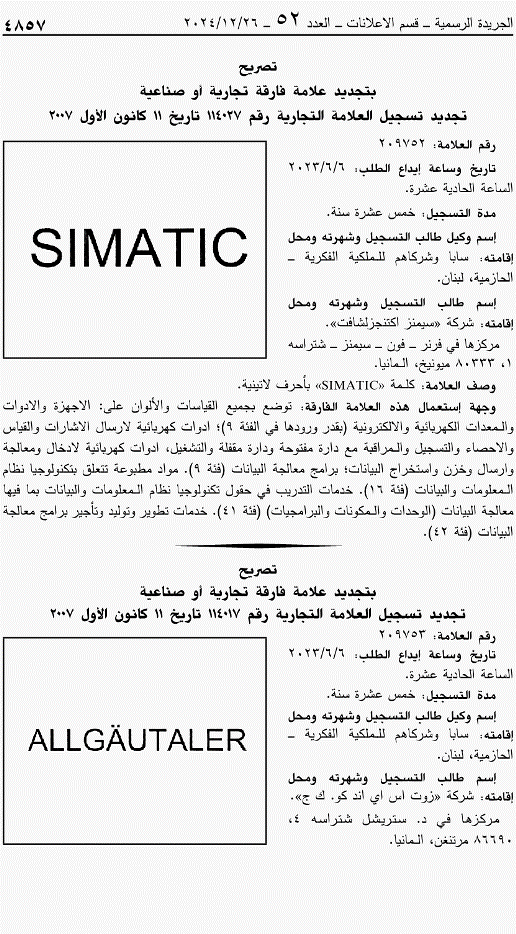 الجريدة الرسمية ــ قسم الاعلانات ــ العدد ٥٢ ــ ٢٠٢٤/١٢/٢٦
٤٨٥٧
تصريح
بتجديد علامة فارقة تجارية أو صناعية
تجديد تسجيل العلامة التجارية رقم ١١٤٠٢٧ تاريخ ١١ كانون الأول ٢٠٠٧
رقم العلامة: ٢٠٩٧٥٢
تاريخ وساعة إيداع الطلب: ٢٠٢٣/٦/٦
الساعة الحادية عشرة.
مدة التسجيل: خمس عشرة سنة.
إسم وكيل طالب التسجيل وشهرته ومحل
إقامته: سابا وشركاهم للملكية الفكرية ــ
الحازمية، لبنان.
إسم طالب التسجيل وشهرته ومحل
إقامته: شركة «سيمنز اكتنجزلشافت».
مركزها في فرنر ــ فون ــ سيمنز ــ شتراسه
١، ٨٠٣٣٣ ميونيخ، المانيا.
SIMATIC
وصف العلامة: كلمة «SIMATIC» بأحرف لاتينية.
وجهة إستعمال هذه العلامة الفارقة: توضع بجميع القياسات والألوان على: الاجهزة والادوات
والمعدات الكهربائية والالكترونية (بقدر ورودها في الفئة ٩)؛ ادوات كهربائية لارسال الاشارات والقياس
والاحصاء والتسجيل والمراقبة مع دارة مفتوحة ودارة مقفلة والتشغيل، ادوات كهربائية لادخال ومعالجة
وارسال وخزن واستخراج البيانات؛ برامج معالجة البيانات (فئة ٩). مواد مطبوعة تتعلق بتكنولوجيا نظام
المعلومات والبيانات (فئة ١٦). خدمات التدريب في حقول تكنولوجيا نظام المعلومات والبيانات بما فيها
معالجة البيانات (الوحدات والمكونات والبرامجيات) (فئة ٤١). خدمات تطوير وتوليد وتأجير برامج معالجة
البيانات (فئة ٤٢).
تصريح
بتجديد علامة فارقة تجارية أو صناعية
تجديد تسجيل العلامة التجارية رقم ١١٤٠١٧ تاريخ ١١ كانون الأول ٢٠٠٧
رقم العلامة: ٢٠٩٧٥٣
تاريخ وساعة إيداع الطلب: ٢٠٢٣/٦/٦
الساعة الحادية عشرة.
مدة التسجيل: خمس عشرة سنة.
إسم وكيل طالب التسجيل وشهرته ومحل
إقامته: سابا وشركاهم للملكية الفكرية ــ
الحازمية، لبنان.
إسم طالب التسجيل وشهرته ومحل
إقامته: شركة «زوت اس اي اند كو. ك ج».
مركزها في د. ستريشل شتراسه ٤،
٨٦٦٩٠ مرتنغن، المانيا.
ALLGÄUTALER